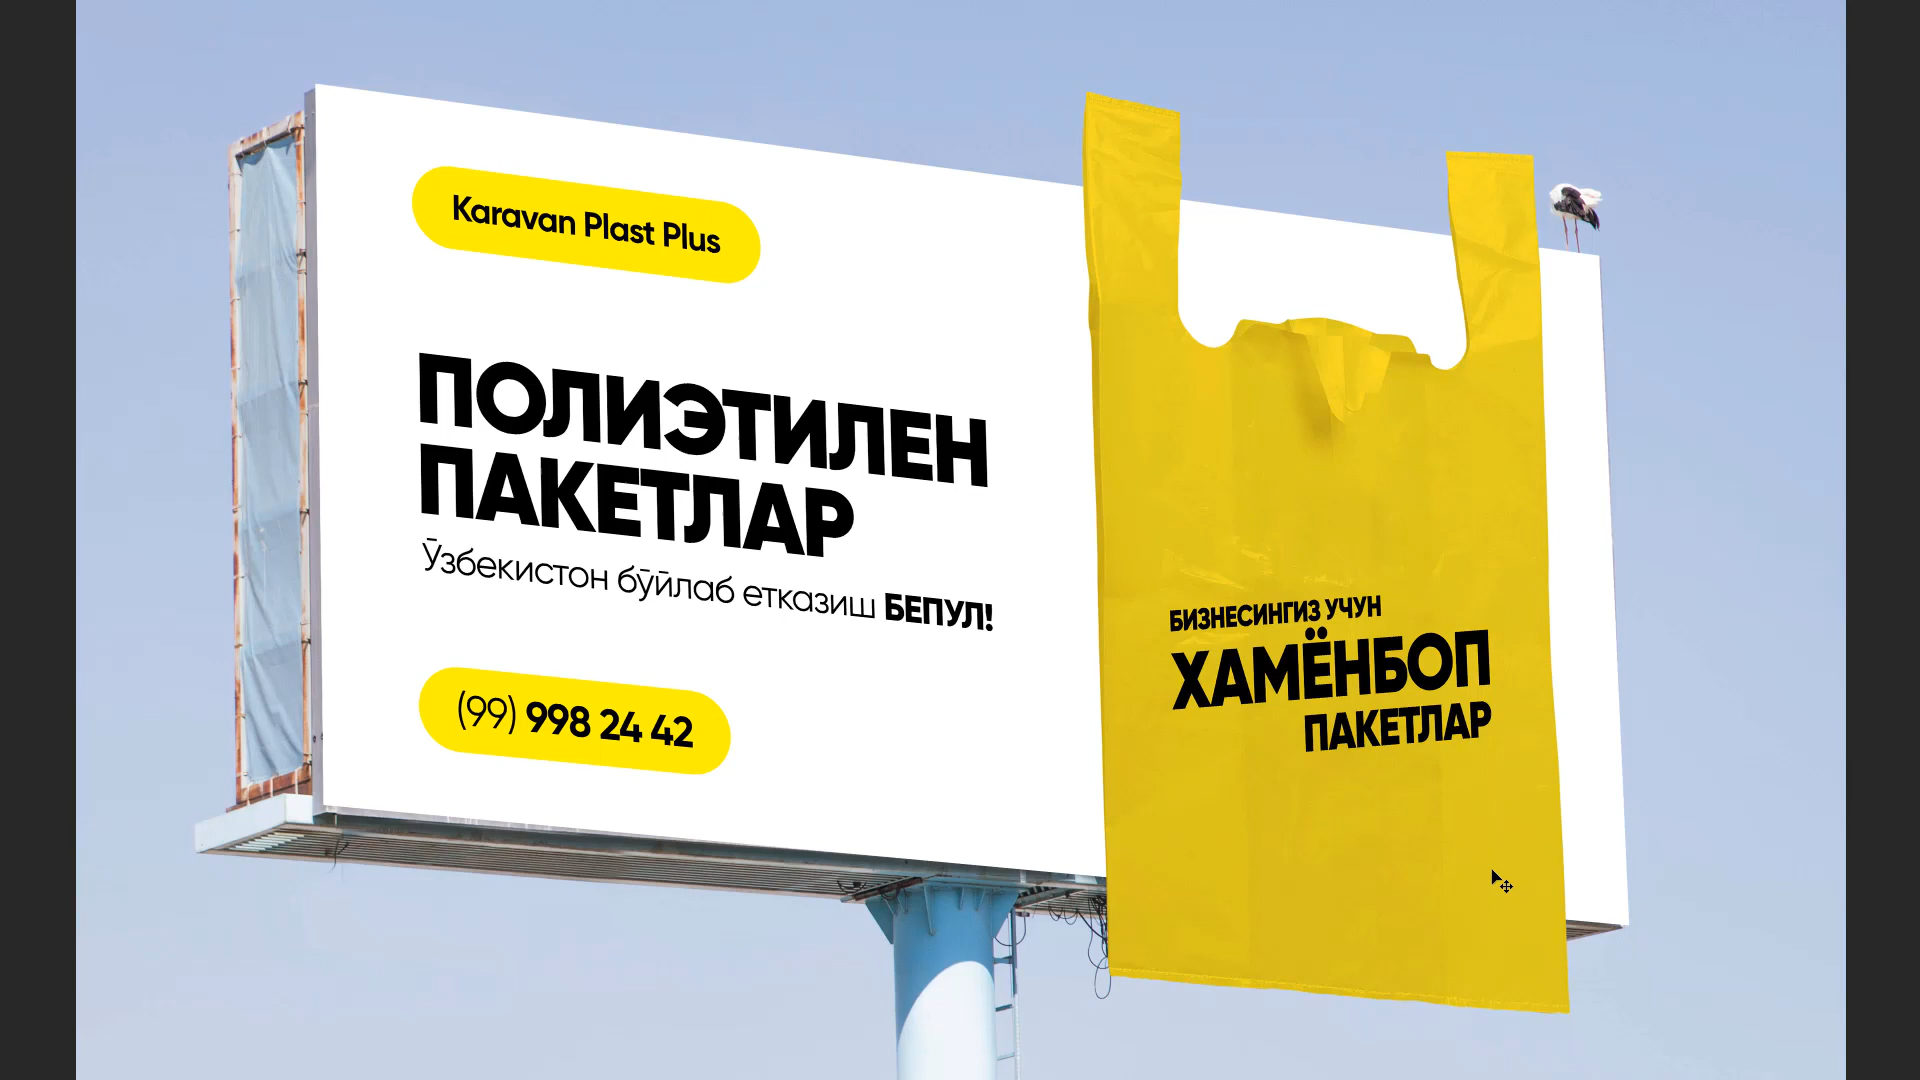 Karavan Plast Plus
ПОЛИЭТИЛЕН
ПАКЕТЛАР
Ўзбекистон бўйлаб етказиш БЕПУЛ!
(99) 998 24 42
БИЗНЕСИНГИЗ УЧУН
ХАМЁНБОП
ПАКЕТЛАР